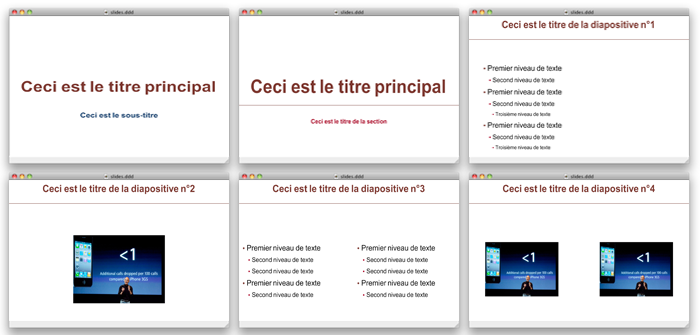 slides.ddd
Ceci est le titre principal
Ceci est le sous-titre
slides.ddd
Ceci est le titre principal
Ceci est le titre de la section
slides.ddd
Ceci est le titre de la diapositive n°1
• Premier niveau de texte
• Second niveau de texte
• Premier niveau de texte
• Second niveau de texte
• Troisième niveau de texte
• Premier niveau de texte
• Second niveau de texte
• Troisième niveau de texte
slides.ddd
Ceci est le titre de la diapositive n°2
<1
Additional calls dropped per 100 calls
compared to iPhone 3GS
slides.ddd
Ceci est le titre de la diapositive n°3
• Premier niveau de texte
• Second niveau de texte
• Second niveau de texte
• Premier niveau de texte
• Second niveau de texte
• Premier niveau de texte
• Second niveau de texte
• Second niveau de texte
• Premier niveau de texte
• Second niveau de texte
slides.ddd
Ceci est le titre de la diapositive n°4
<1
Additional calls dropped per 100 calls
compared to iPhone 3GS
<1
Additional calls dropped per 100 calls
compared to iPhone 3GS